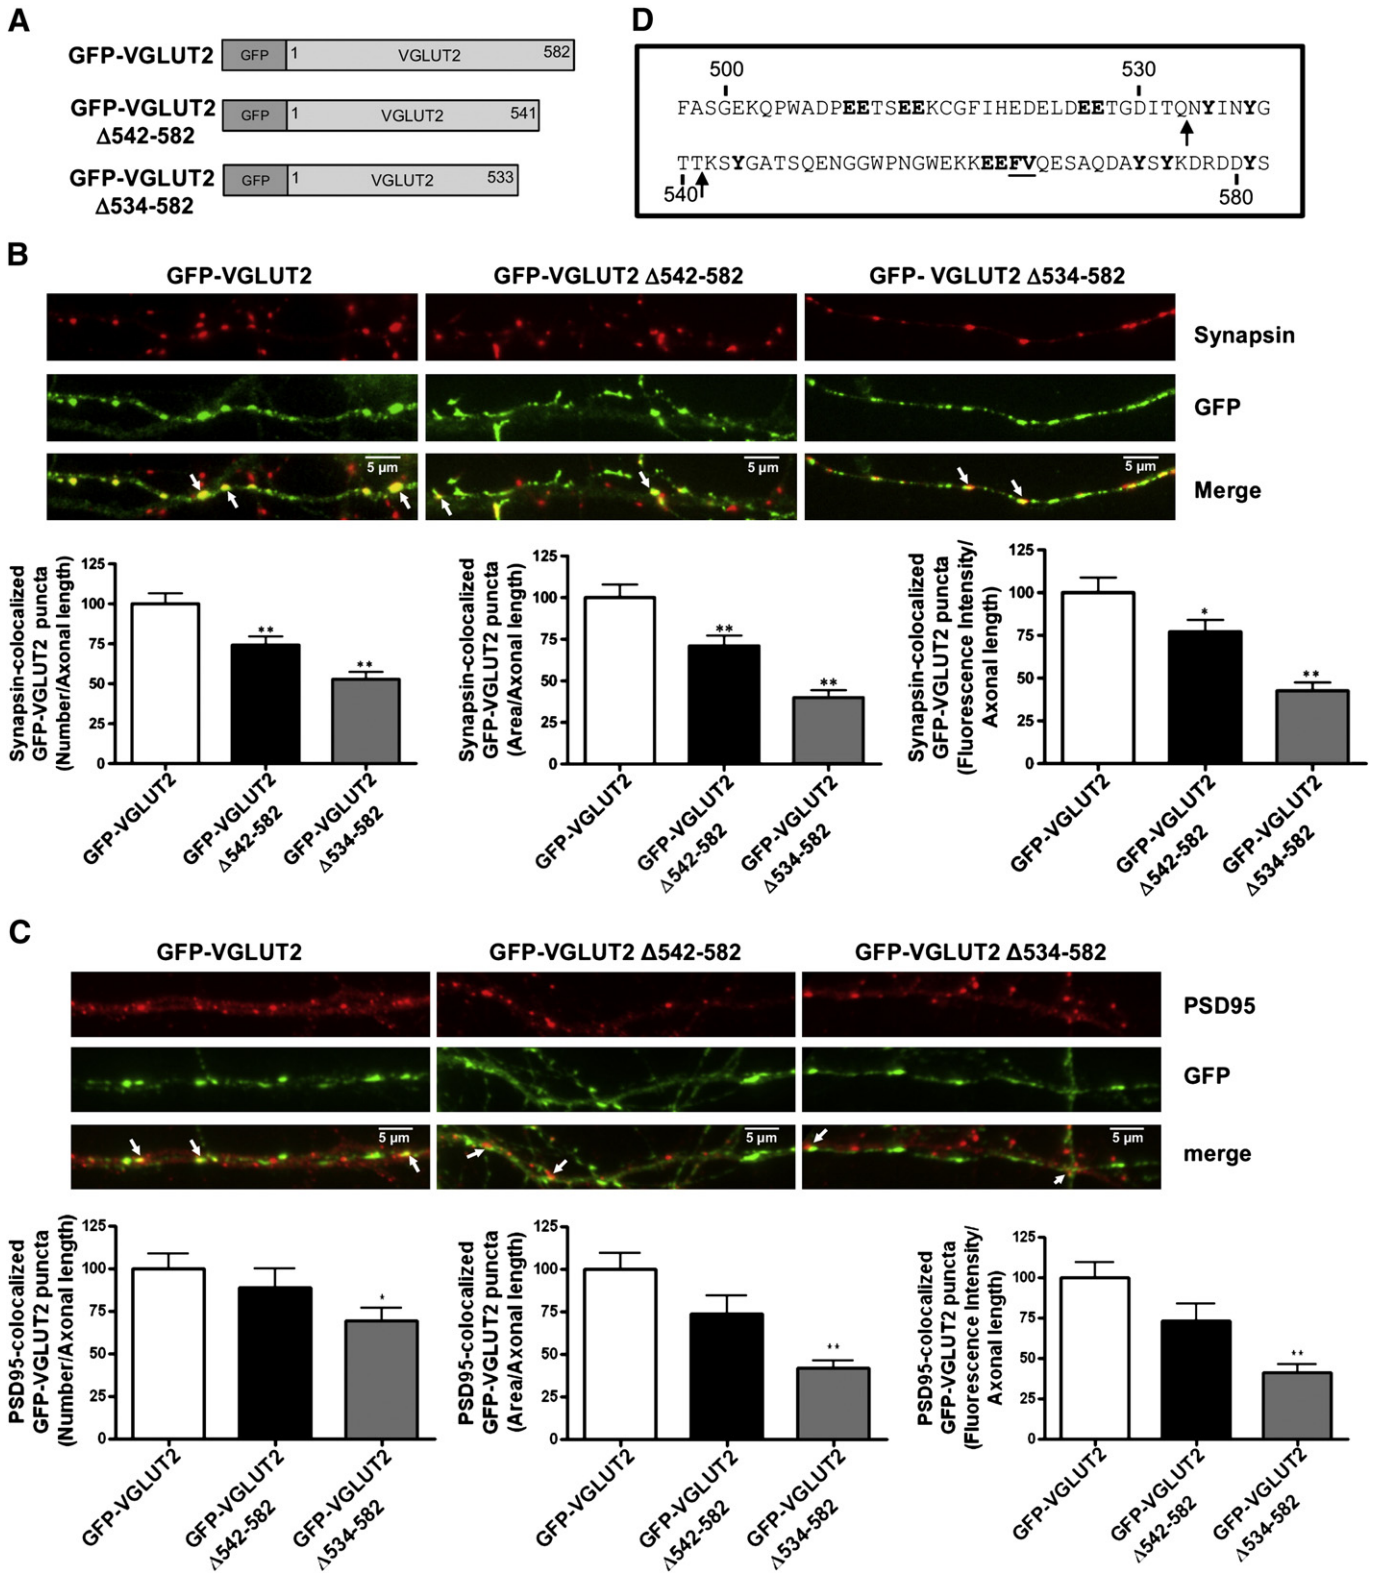 A
GFP-VGLUT2
GFP
1
VGLUT2
582
GFP-VGLUT2
Δ542-582
GFP
1
VGLUT2
541
GFP-VGLUT2
Δ534-582
GFP
1
VGLUT2
533
D
500
530
FASGEKQPWADPEETSEEKCGFIHEDELDEETGDITQNYINYG
TTKSYGATSQENGGWPNGWEKKEEFVQESAQDAYSYKDRDDYS
540
580
B
GFP-VGLUT2
GFP-VGLUT2 Δ542-582
GFP- VGLUT2 Δ534-582
Synapsin
GFP
5 µm
5 µm
5 µm
Merge
Synapsin-colocalized
GFP-VGLUT2 puncta
(Number/Axonal length)
125
100
75
50
25
0
**
**
GFP-VGLUT2
GFP-VGLUT2
Δ542-582
GFP-VGLUT2
Δ534-582
Synapsin-colocalized
GFP-VGLUT2 puncta
(Area/Axonal length)
125
100
75
50
25
0
**
**
GFP-VGLUT2
GFP-VGLUT2
Δ542-582
GFP-VGLUT2
Δ534-582
Synapsin-colocalized
GFP-VGLUT2 puncta
(Fluorescence Intensity/
Axonal length)
125
100
75
50
25
0
*
**
GFP-VGLUT2
GFP-VGLUT2
Δ542-582
GFP-VGLUT2
Δ534-582
C
GFP-VGLUT2
GFP-VGLUT2 Δ542-582
GFP-VGLUT2 Δ534-582
PSD95
GFP
5 µm
5 µm
5 µm
merge
PSD95-colocalized
GFP-VGLUT2 puncta
(Number/Axonal length)
125
100
75
50
25
0
*
GFP-VGLUT2
GFP-VGLUT2
Δ542-582
GFP-VGLUT2
Δ534-582
PSD95-colocalized
GFP-VGLUT2 puncta
(Area/Axonal length)
125
100
75
50
25
0
**
GFP-VGLUT2
GFP-VGLUT2
Δ542-582
GFP-VGLUT2
Δ534-582
PSD95-colocalized
GFP-VGLUT2 puncta
(Fluorescence Intensity/
Axonal length)
125
100
75
50
25
0
**
GFP-VGLUT2
GFP-VGLUT2
Δ542-582
GFP-VGLUT2
Δ534-582